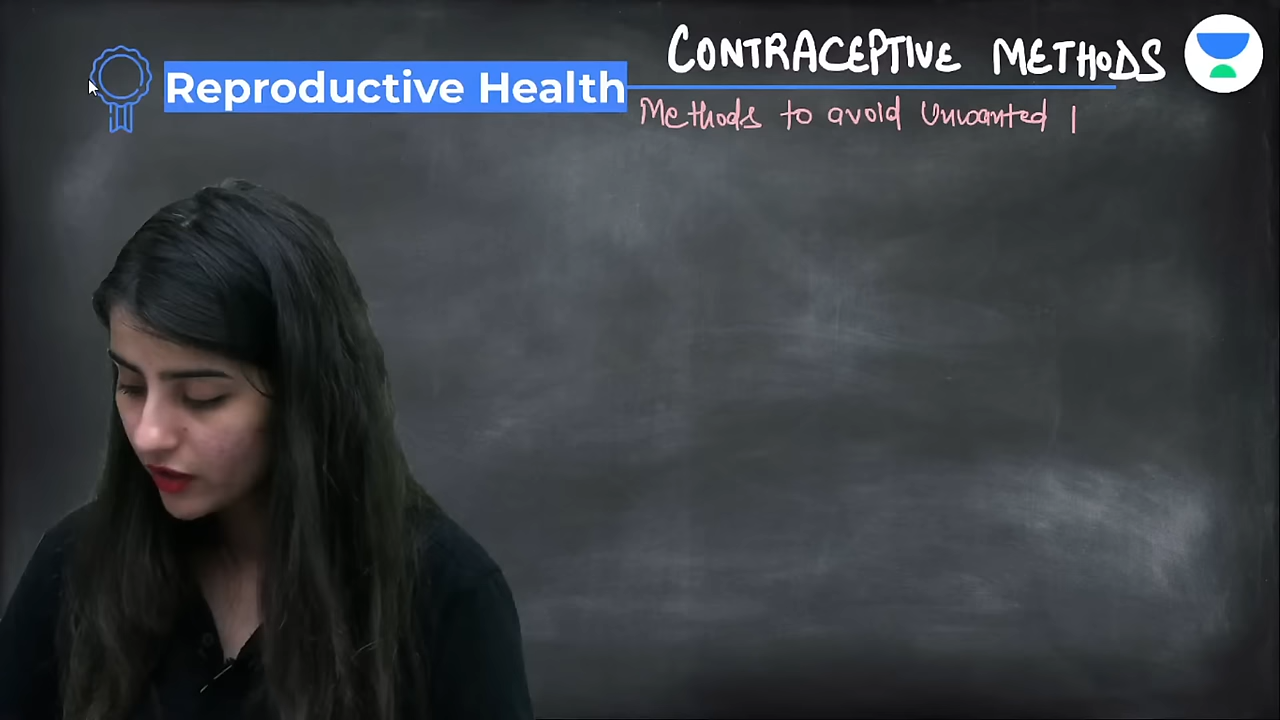 CONTRACEPTIVE METHODS
Reproductive Health
Methods to avoid Unwanted